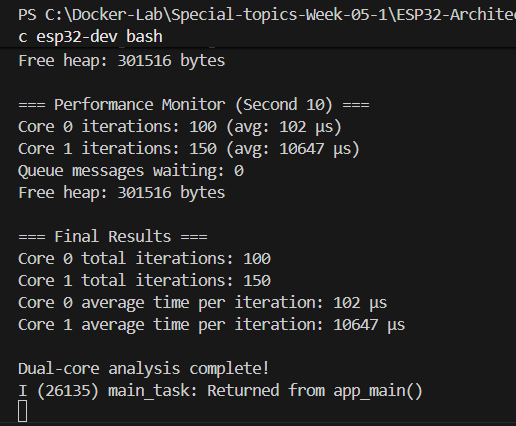 PS C:\Docker-Lab\Special-topics-Week-05-1\ESP32-Archite
c esp32-dev bash
Free heap: 301516 bytes
=== Performance Monitor (Second 10) ===
Core 0 iterations: 100 (avg: 102 µs)
Core 1 iterations: 150 (avg: 10647 µs)
Queue messages waiting: 0
Free heap: 301516 bytes
=== Final Results ===
Core 0 total iterations: 100
Core 1 total iterations: 150
Core 0 average time per iteration: 102 µs
Core 1 average time per iteration: 10647 µs
Dual-core analysis complete!
I (26135) main_task: Returned from app_main()